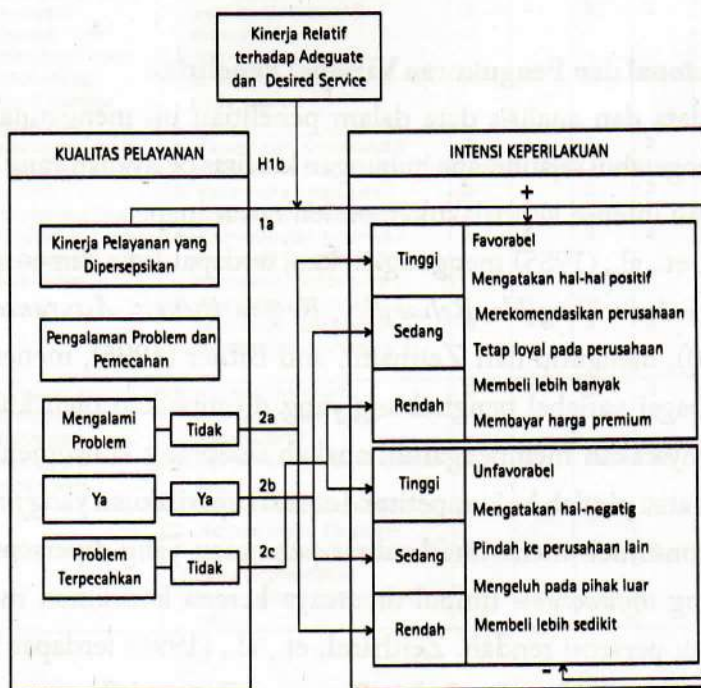 Kinerja Relatif
terhadap Adequate
dan Desired Service
KUALITAS PELAYANAN
H1b
INTENSI KEPERILAKUAN
+
1a
Kinerja Pelayanan yang
Dipersepsikan
Pengalaman Problem dan
Pemecahan
Mengalami
Problem
Tidak
2a
Ya
Ya
2b
Problem
Terpecahkan
Tidak
2c
Tinggi
Sedang
Rendah
Favorabel
Mengatakan hal-hal positif
Merekomendasikan perusahaan
Tetap loyal pada perusahaan
Membeli lebih banyak
Membayar harga premium
Tinggi
Sedang
Rendah
Unfavorabel
Mengatakan hal-negatig
Pindah ke perusahaan lain
Mengeluh pada pihak luar
Membeli lebih sedikit
-